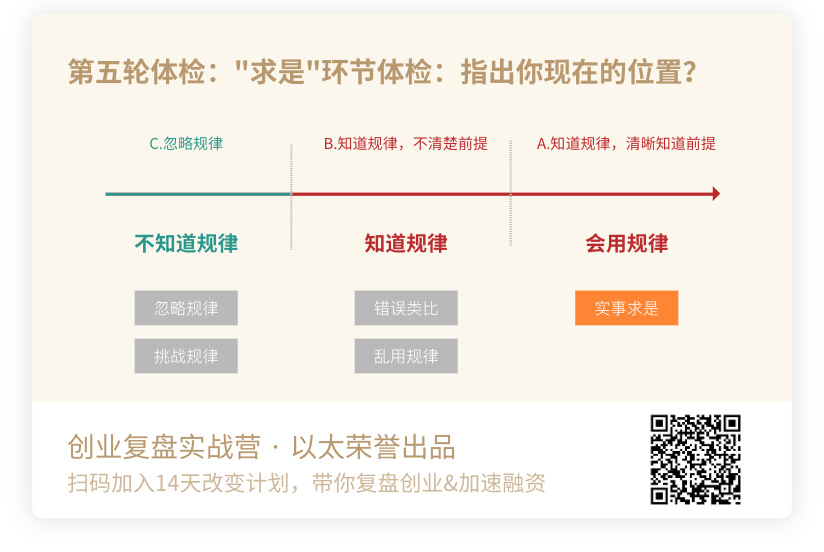 第五轮体检："求是"环节体检：指出你现在的位置？
C.忽略规律
B.知道规律，不清楚前提
A.知道规律，清晰知道前提
不知道规律
知道规律
会用规律
忽略规律
错误类比
实事求是
挑战规律
乱用规律
创业复盘实战营 · 以太荣誉出品
扫码加入14天改变计划，带你复盘创业&加速融资